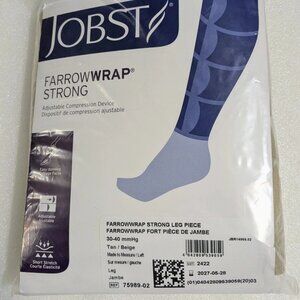 JOBST
FARROWWRAP®
STRONG
Adjustable Compression Device
Dispositif de compression ajustable
Short Stretch
Courte Élasticité
FARROWWRAP STRONG LEG PIECE
FARROWWRAP FORT PIÈCE DE JAMBE
30-40 mmHg
Tan / Beige
Made to Measure / Left
Sur mesure / gauche
Leg
Jambe
REF 75989-02
2027-05-28